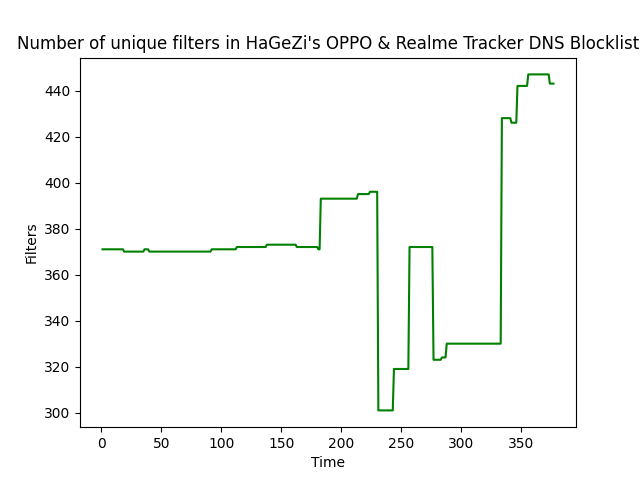 Number of unique filters in HaGeZi's OPPO & Realme Tracker DNS Blocklist
440
420
400
380
360
340
320
300
Filters
0 50 100 150 200 250 300 350
Time